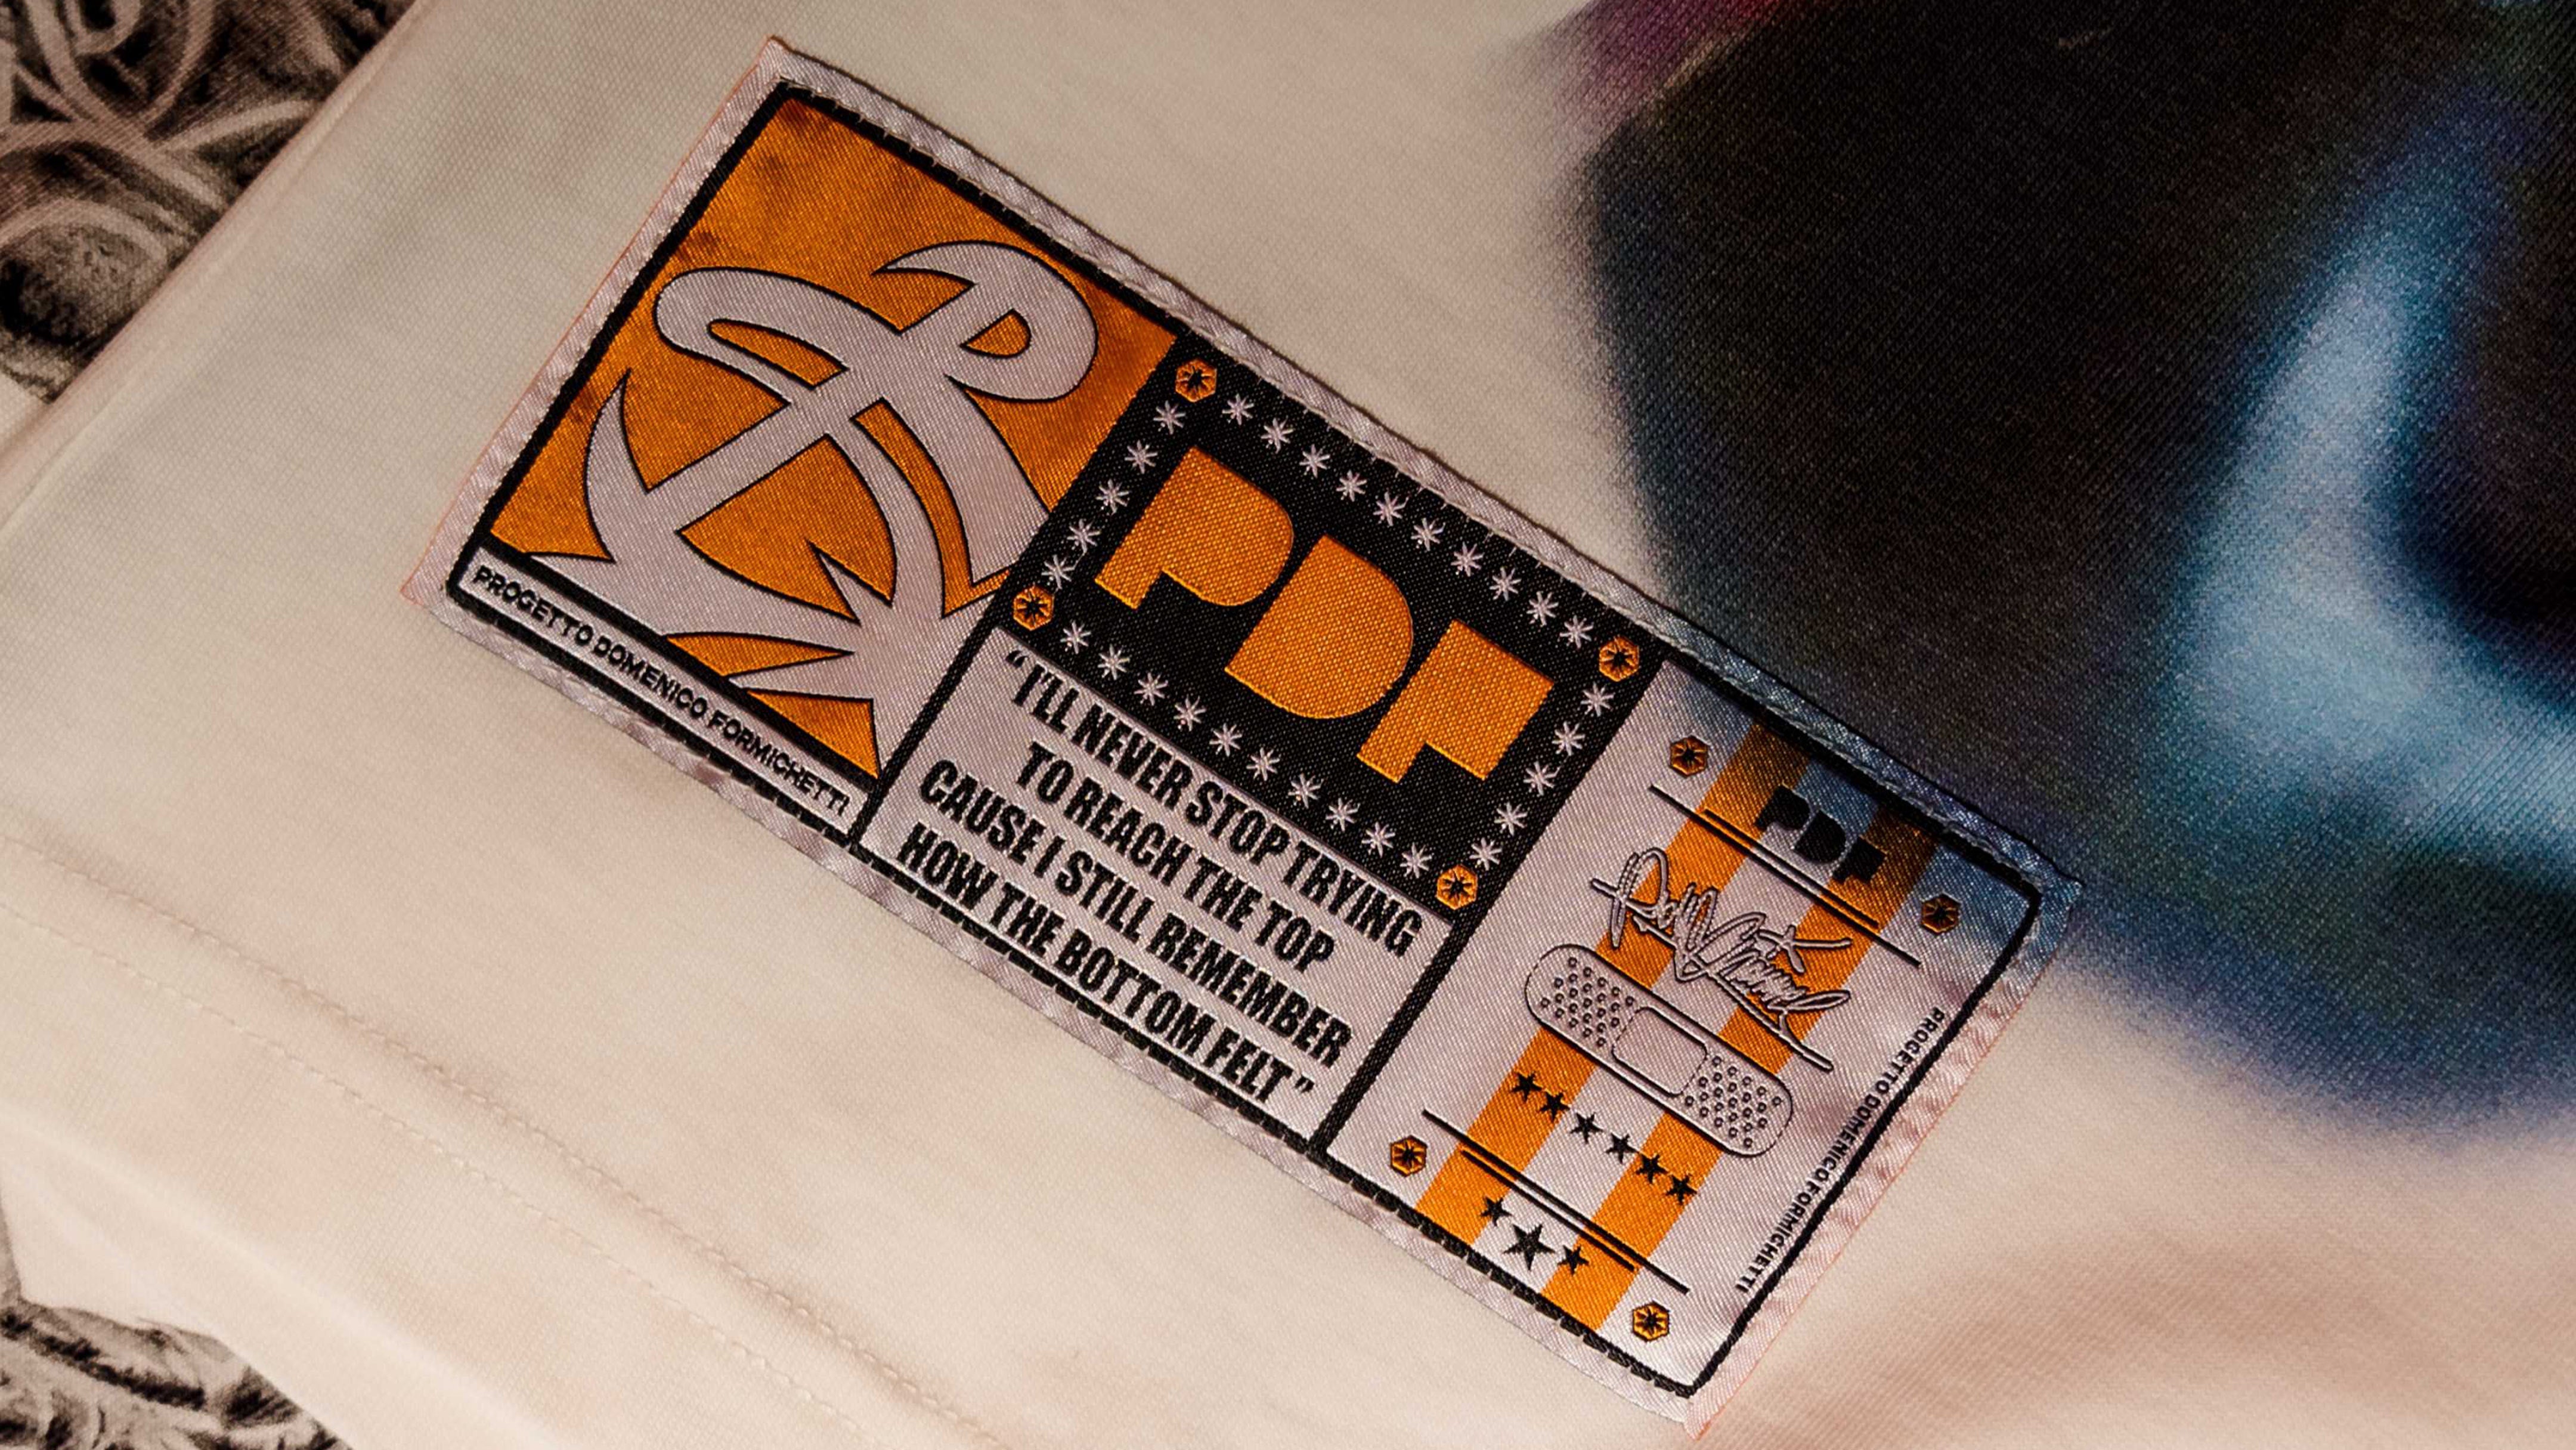 PROGETTO DOMENICO FORMICHETTI
PDF
“I'LL NEVER STOP TRYING
TO REACH THE TOP
CAUSE I STILL REMEMBER
HOW THE BOTTOM FELT”
PDF
PROGETTO DOMENICO FORMICHETTI